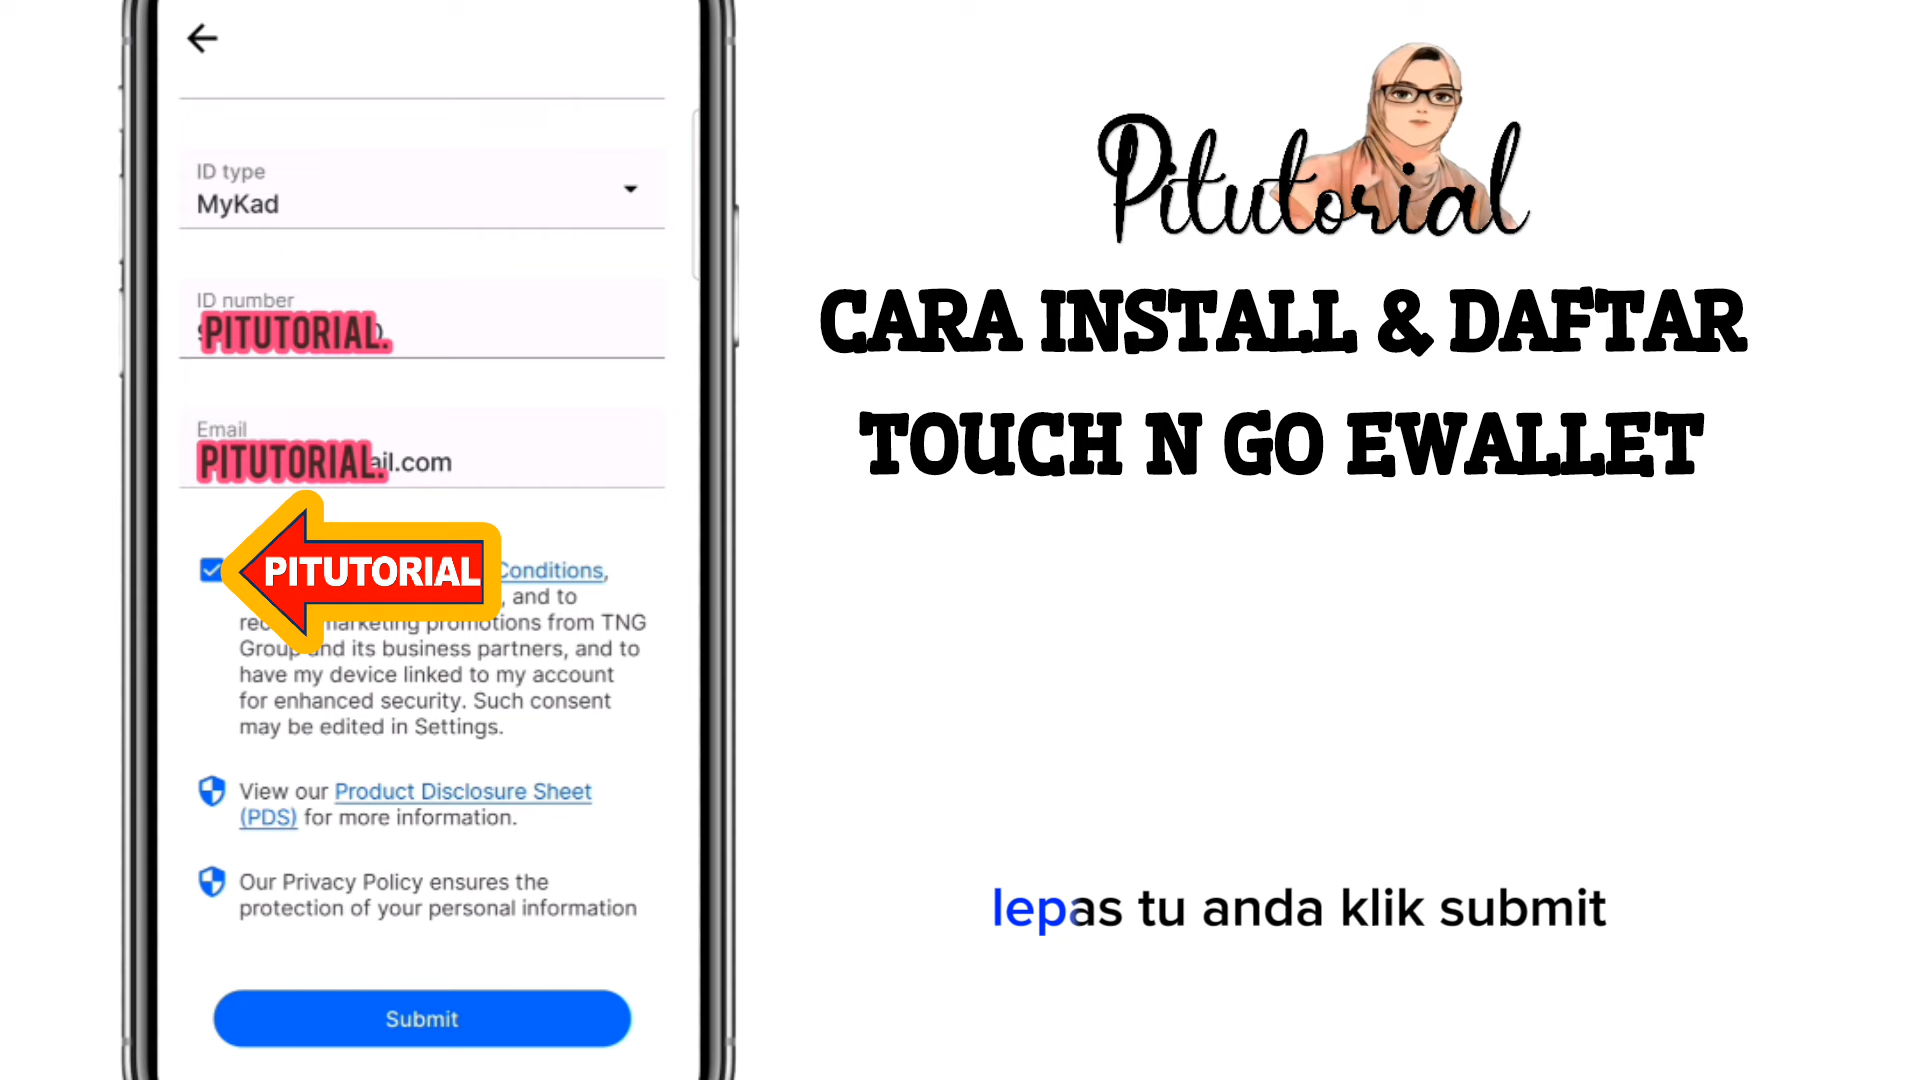 ID type
MyKad
ID number
PITUTORIAL.
Email
PITUTORIAL.ail.com
PITUTORIAL
Conditions,
, and to
marketing promotions from TNG
Group and its business partners, and to
have my device linked to my account
for enhanced security. Such consent
may be edited in Settings.
View our Product Disclosure Sheet
(PDS) for more information.
Our Privacy Policy ensures the
protection of your personal information
Submit
Pitutorial
CARA INSTALL & DAFTAR
TOUCH N GO EWALLET
lepas tu anda klik submit